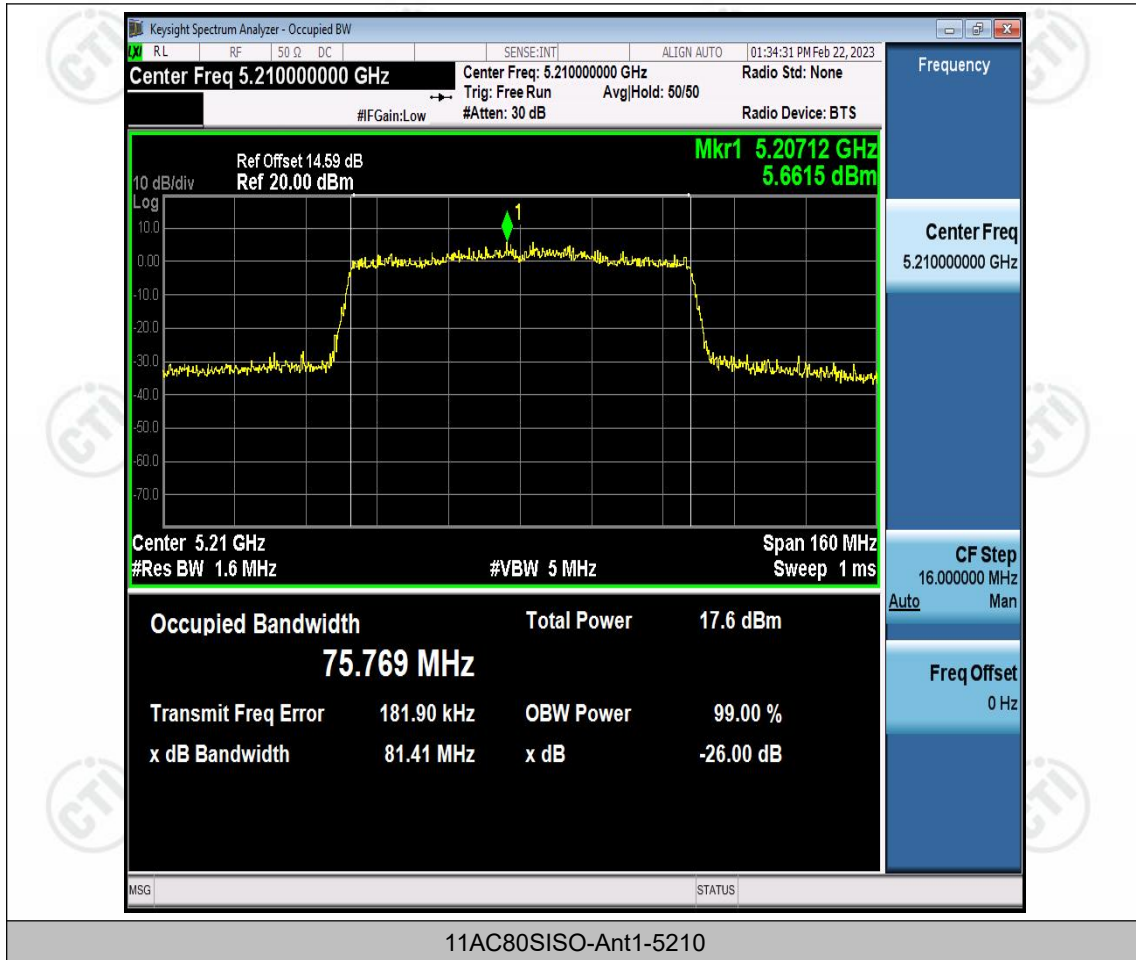 Keysight Spectrum Analyzer - Occupied BW
LXI RL RF 50 Ω DC SENSE:INT ALIGN AUTO 01:34:31 PM Feb 22, 2023
Center Freq 5.210000000 GHz
Center Freq: 5.210000000 GHz Radio Std: None
Trig: Free Run Avg|Hold: 50/50
#IFGain:Low #Atten: 30 dB Radio Device: BTS
Frequency
Mkr1 5.20712 GHz
5.6615 dBm
Ref Offset 14.59 dB
10 dB/div Ref 20.00 dBm
Log
10.0
0.00
-10.0
-20.0
-30.0
-40.0
-50.0
-60.0
-70.0
1
Center 5.21 GHz Span 160 MHz
#Res BW 1.6 MHz #VBW 5 MHz Sweep 1 ms
Center Freq
5.210000000 GHz
CF Step
16.000000 MHz
Auto Man
Freq Offset
0 Hz
Occupied Bandwidth Total Power 17.6 dBm
75.769 MHz
Transmit Freq Error 181.90 kHz OBW Power 99.00 %
x dB Bandwidth 81.41 MHz x dB -26.00 dB
MSG STATUS
11AC80SISO-Ant1-5210
CTI
CTI
CTI
CTI
CTI
CTI